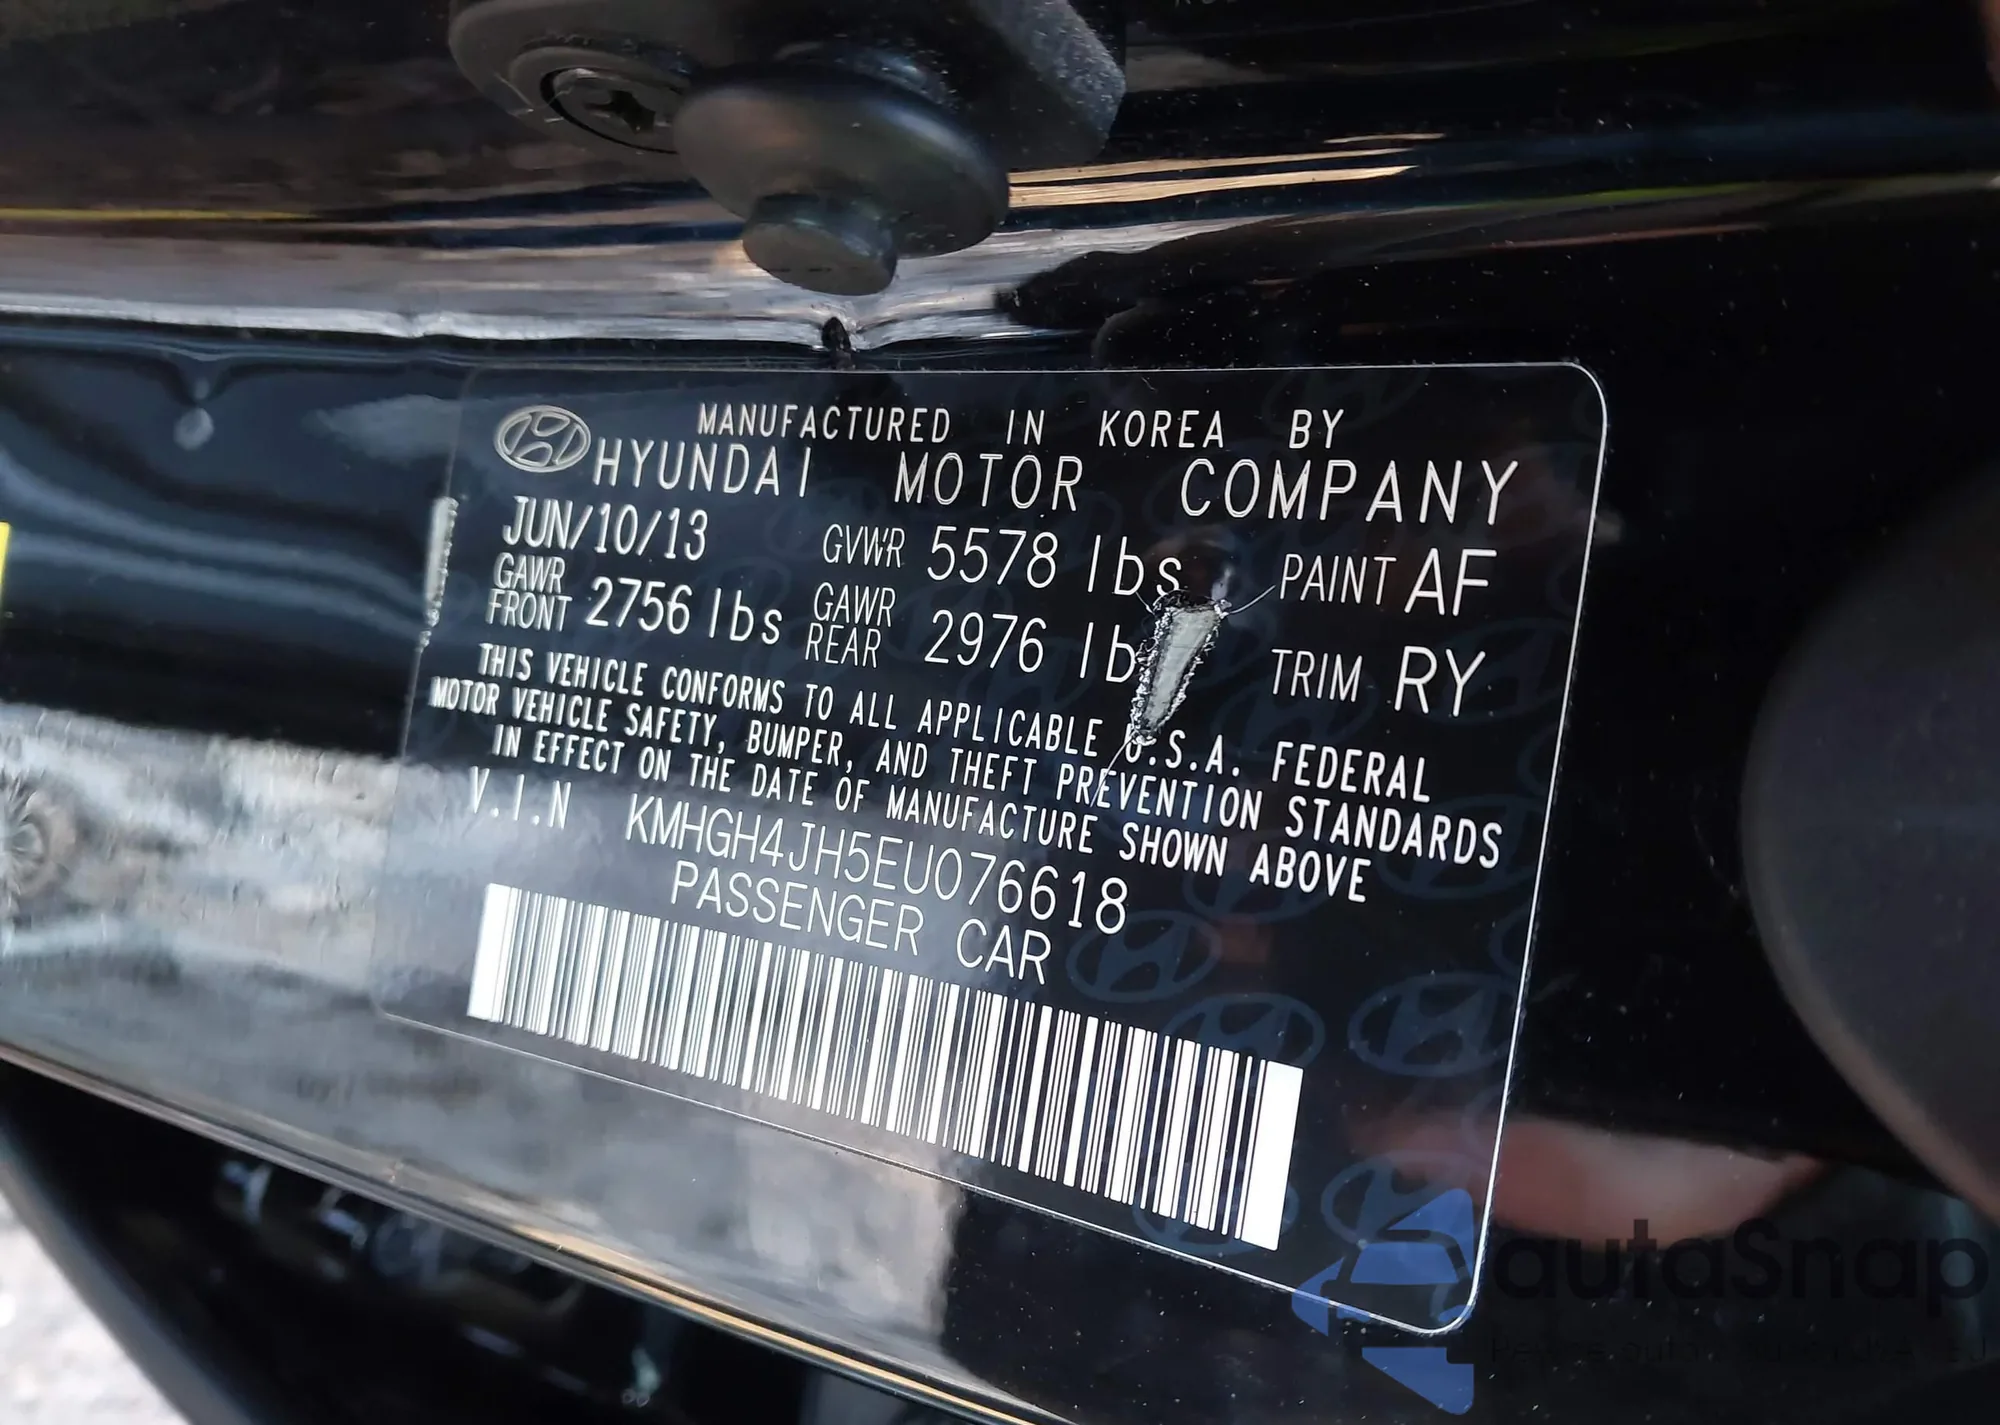 MANUFACTURED IN KOREA BY
HYUNDAI MOTOR COMPANY
JUN/10/13 GVWR 5578 lbs PAINT AF
GAWR FRONT 2756 lbs GAWR REAR 2976 lb TRIM RY
THIS VEHICLE CONFORMS TO ALL APPLICABLE U.S.A. FEDERAL
MOTOR VEHICLE SAFETY, BUMPER, AND THEFT PREVENTION STANDARDS
IN EFFECT ON THE DATE OF MANUFACTURE SHOWN ABOVE
V.I.N KMHGH4JH5EU076618
PASSENGER CAR
autaSnap